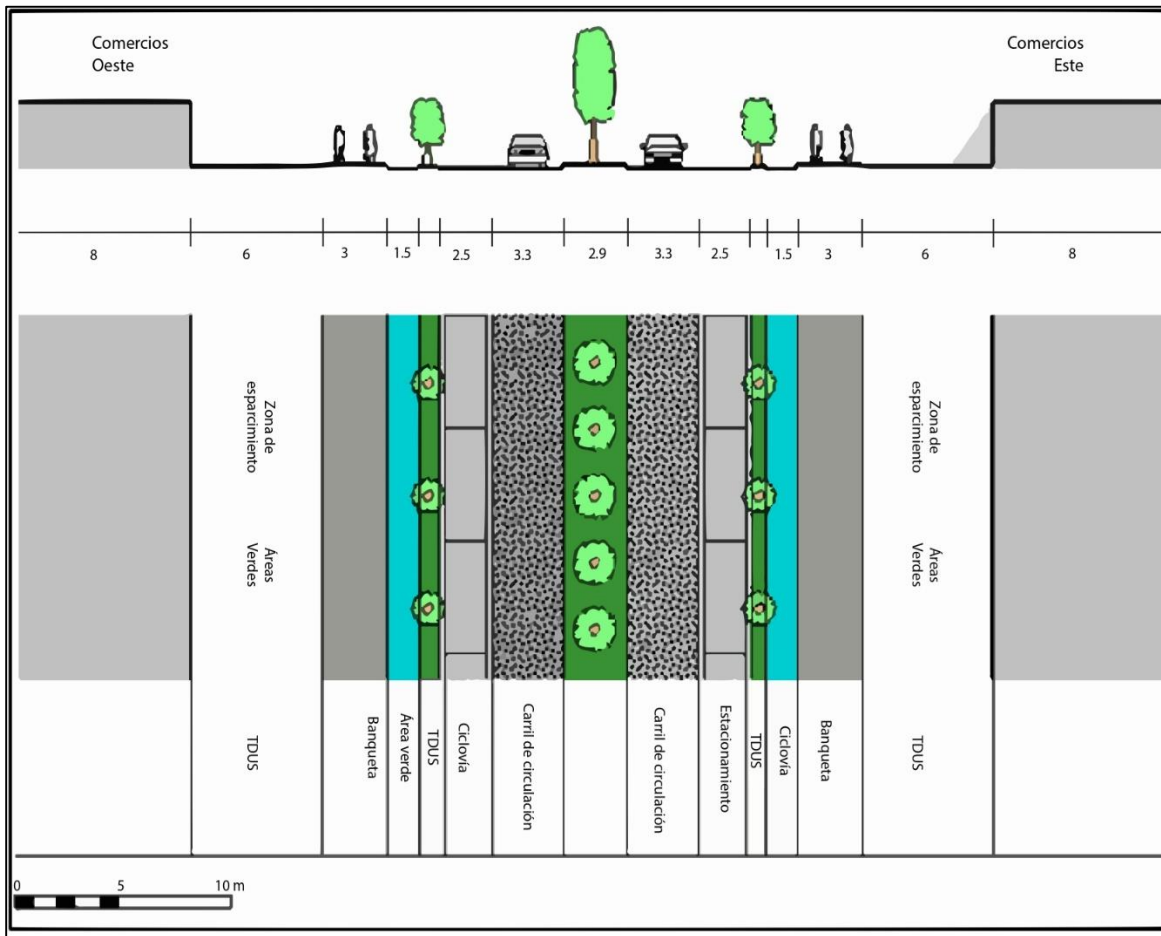 Comercios
Oeste
Comercios
Este
8
6
3
1.5
2.5
3.3
2.9
3.3
2.5
1.5
3
6
8
Zona de
esparcimiento
Áreas
Verdes
Zona de
esparcimiento
Áreas
Verdes
TDUS
Banqueta
Área verde
TDUS
Ciclovía
Carril de circulación
Carril de circulación
Estacionamiento
TDUS
Ciclovía
Banqueta
TDUS
0
5
10 m